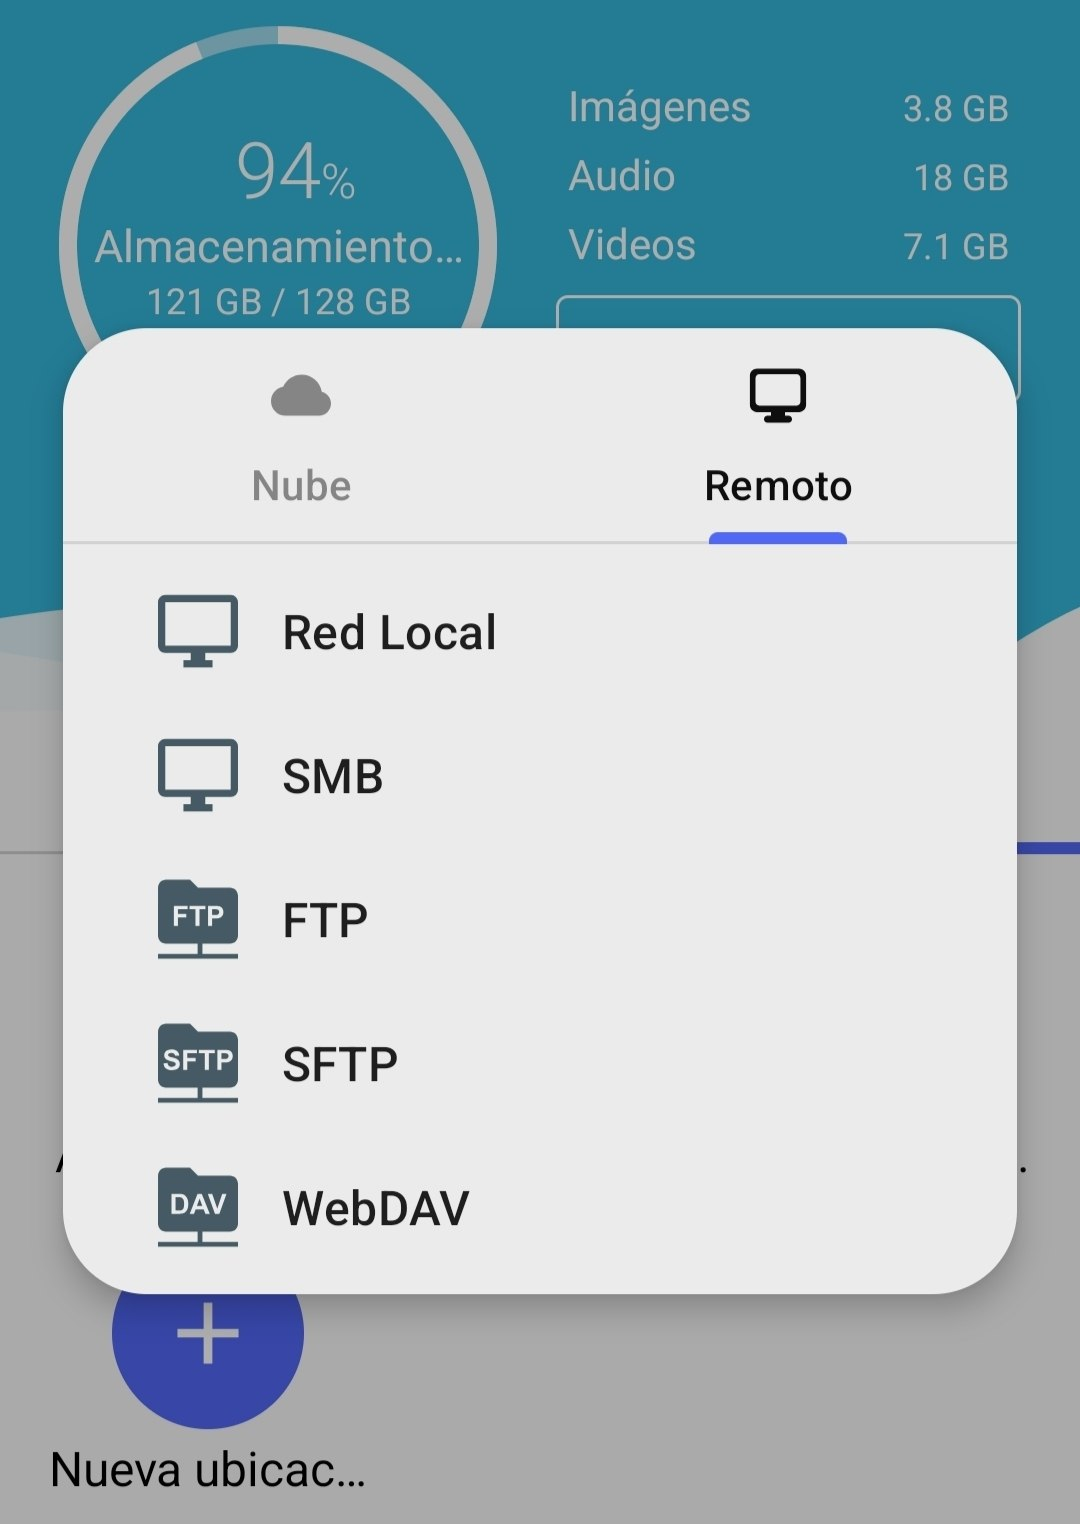 94%
Almacenamiento...
121 GB / 128 GB
Imágenes 3.8 GB
Audio 18 GB
Videos 7.1 GB
Nube
Remoto
Red Local
SMB
FTP FTP
SFTP SFTP
DAV WebDAV
Nueva ubicac...